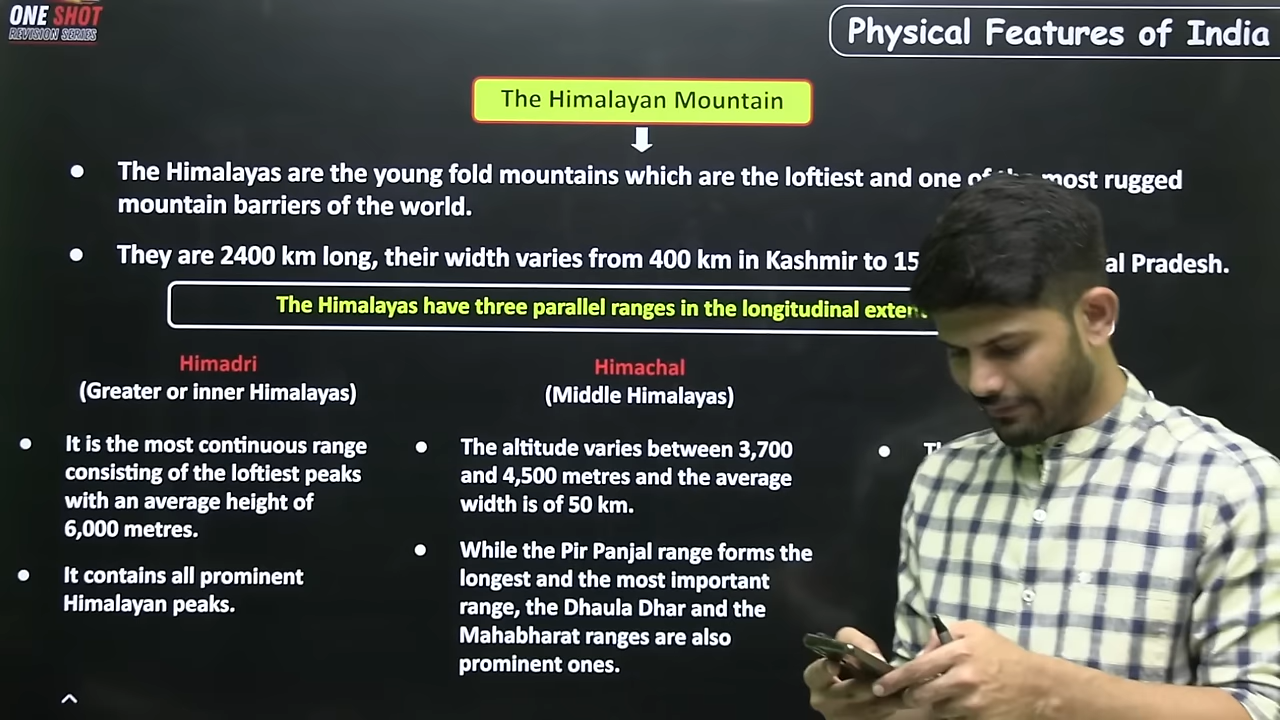 ONE SHOT
REVISION SERIES
Physical Features of India
The Himalayan Mountain
The Himalayas are the young fold mountains which are the loftiest and one of the most rugged
mountain barriers of the world.
They are 2400 km long, their width varies from 400 km in Kashmir to 15 al Pradesh.
The Himalayas have three parallel ranges in the longitudinal exten
Himadri
(Greater or inner Himalayas)
It is the most continuous range
consisting of the loftiest peaks
with an average height of
6,000 metres.
It contains all prominent
Himalayan peaks.
Himachal
(Middle Himalayas)
The altitude varies between 3,700
and 4,500 metres and the average
width is of 50 km.
While the Pir Panjal range forms the
longest and the most important
range, the Dhaula Dhar and the
Mahabharat ranges are also
prominent ones.